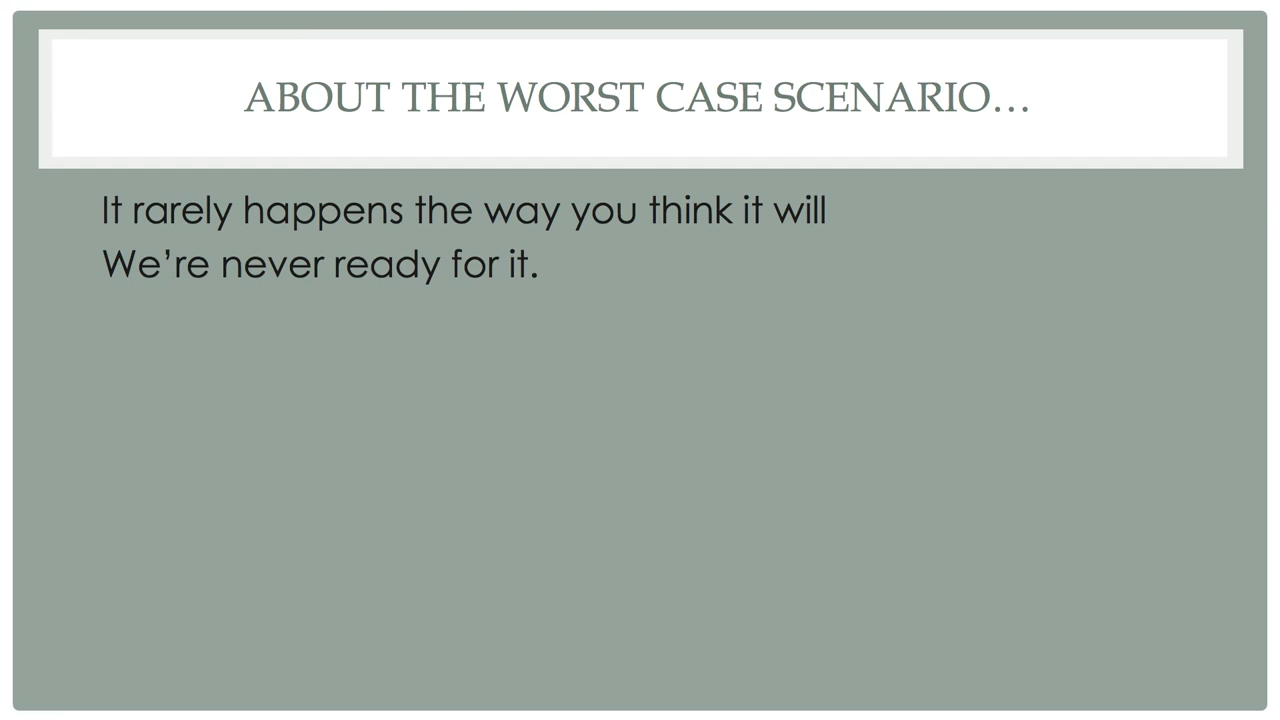 ABOUT THE WORST CASE SCENARIO…
It rarely happens the way you think it will
We’re never ready for it.